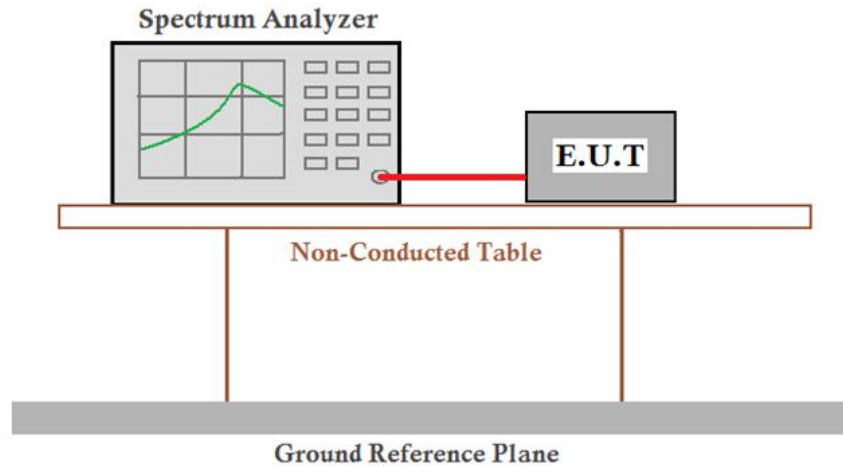 Spectrum Analyzer
E.U.T
Non-Conducted Table
Ground Reference Plane